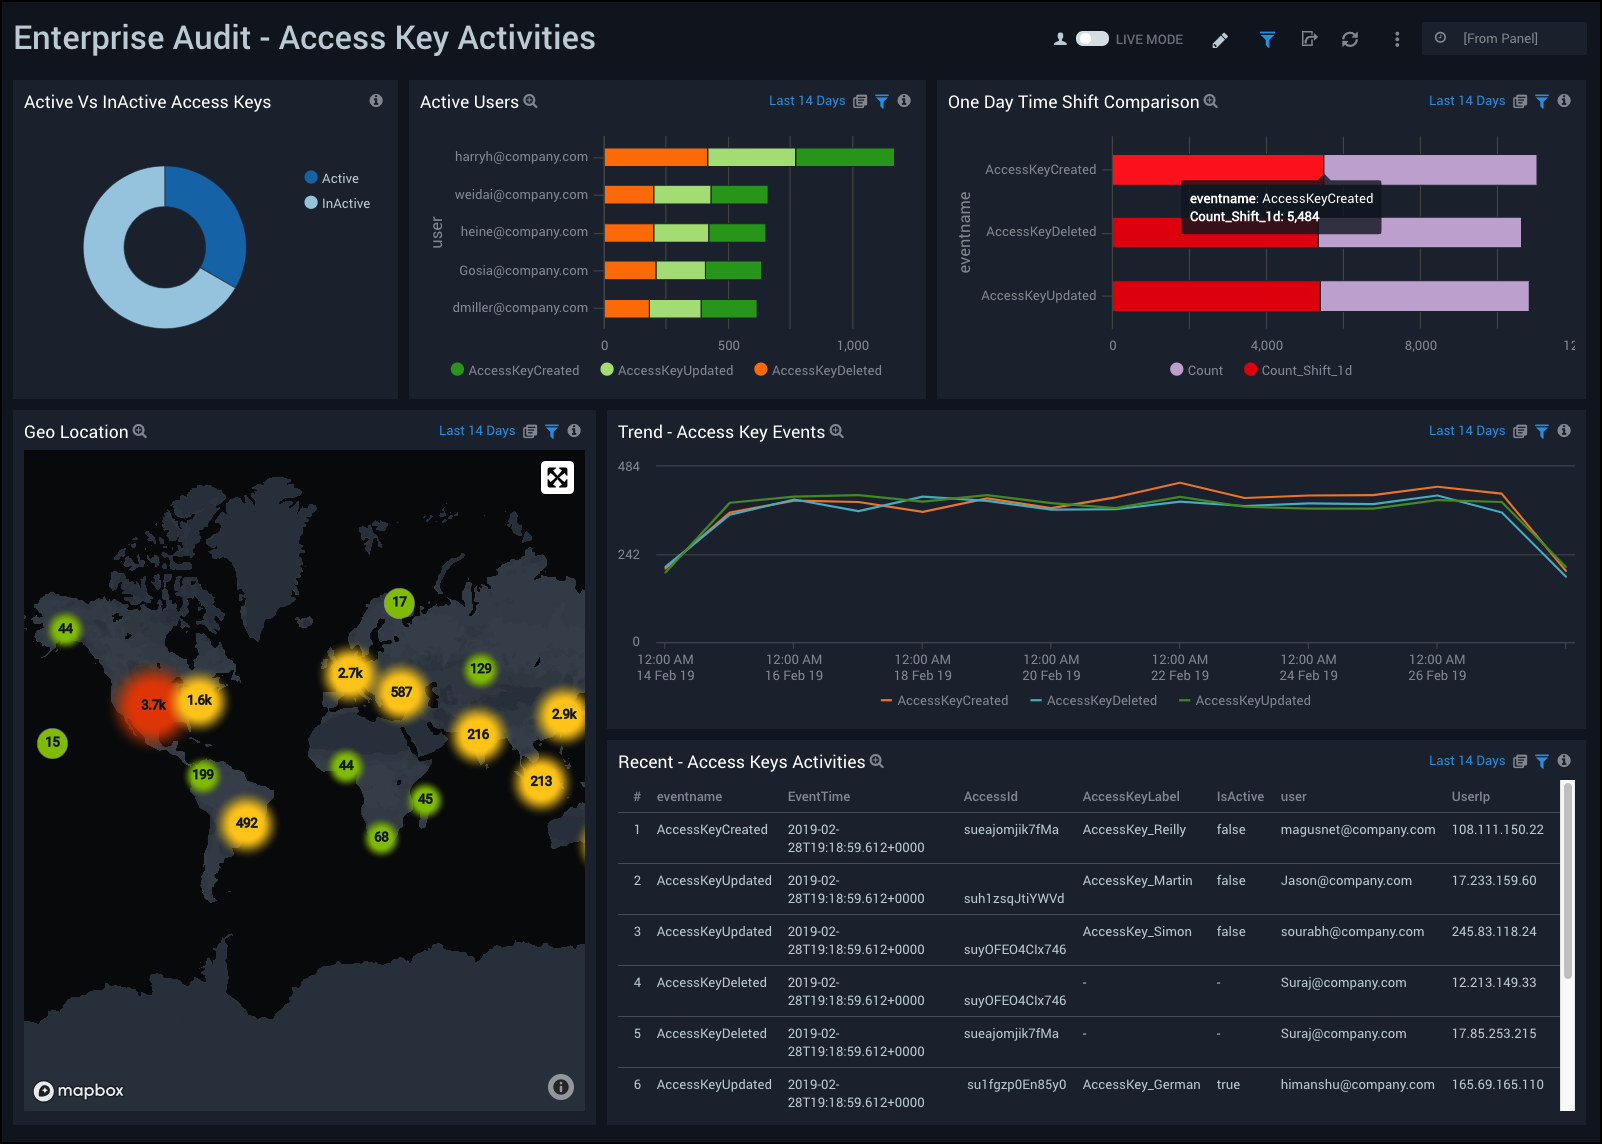 Enterprise Audit - Access Key Activities
LIVE MODE
[From Panel]
Active Vs InActive Access Keys
Active
InActive
Active Users
Last 14 Days
user
harryh@company.com
weidai@company.com
heine@company.com
Gosia@company.com
dmiller@company.com
0 500 1,000
AccessKeyCreated AccessKeyUpdated AccessKeyDeleted
One Day Time Shift Comparison
Last 14 Days
eventname
AccessKeyCreated
eventname: AccessKeyCreated
Count_Shift_1d: 5,484
AccessKeyDeleted
AccessKeyUpdated
0 4,000 8,000 12
Count Count_Shift_1d
Geo Location
Last 14 Days
17
44
129
2.7k
587
3.7k
1.6k
2.9k
216
15
44
199
213
45
492
68
mapbox
Trend - Access Key Events
Last 14 Days
484
242
0
12:00 AM 12:00 AM 12:00 AM 12:00 AM 12:00 AM 12:00 AM 12:00 AM
14 Feb 19 16 Feb 19 18 Feb 19 20 Feb 19 22 Feb 19 24 Feb 19 26 Feb 19
AccessKeyCreated AccessKeyDeleted AccessKeyUpdated
Recent - Access Keys Activities
Last 14 Days
# eventname EventTime AccessId AccessKeyLabel IsActive user UserIp
1 AccessKeyCreated 2019-02- sueajomjik7fMa AccessKey_Reilly false magusnet@company.com 108.111.150.22
28T19:18:59.612+0000
2 AccessKeyUpdated 2019-02- AccessKey_Martin false Jason@company.com 17.233.159.60
28T19:18:59.612+0000 suh1zsqJtiYWVd
3 AccessKeyUpdated 2019-02- AccessKey_Simon false sourabh@company.com 245.83.118.24
28T19:18:59.612+0000 suyOFEO4CIx746
4 AccessKeyDeleted 2019-02- - - Suraj@company.com 12.213.149.33
28T19:18:59.612+0000 suyOFEO4CIx746
5 AccessKeyDeleted 2019-02- sueajomjik7fMa - - Suraj@company.com 17.85.253.215
28T19:18:59.612+0000
6 AccessKeyUpdated 2019-02- su1fgzp0En85y0 AccessKey_German true himanshu@company.com 165.69.165.110
28T19:18:59.612+0000